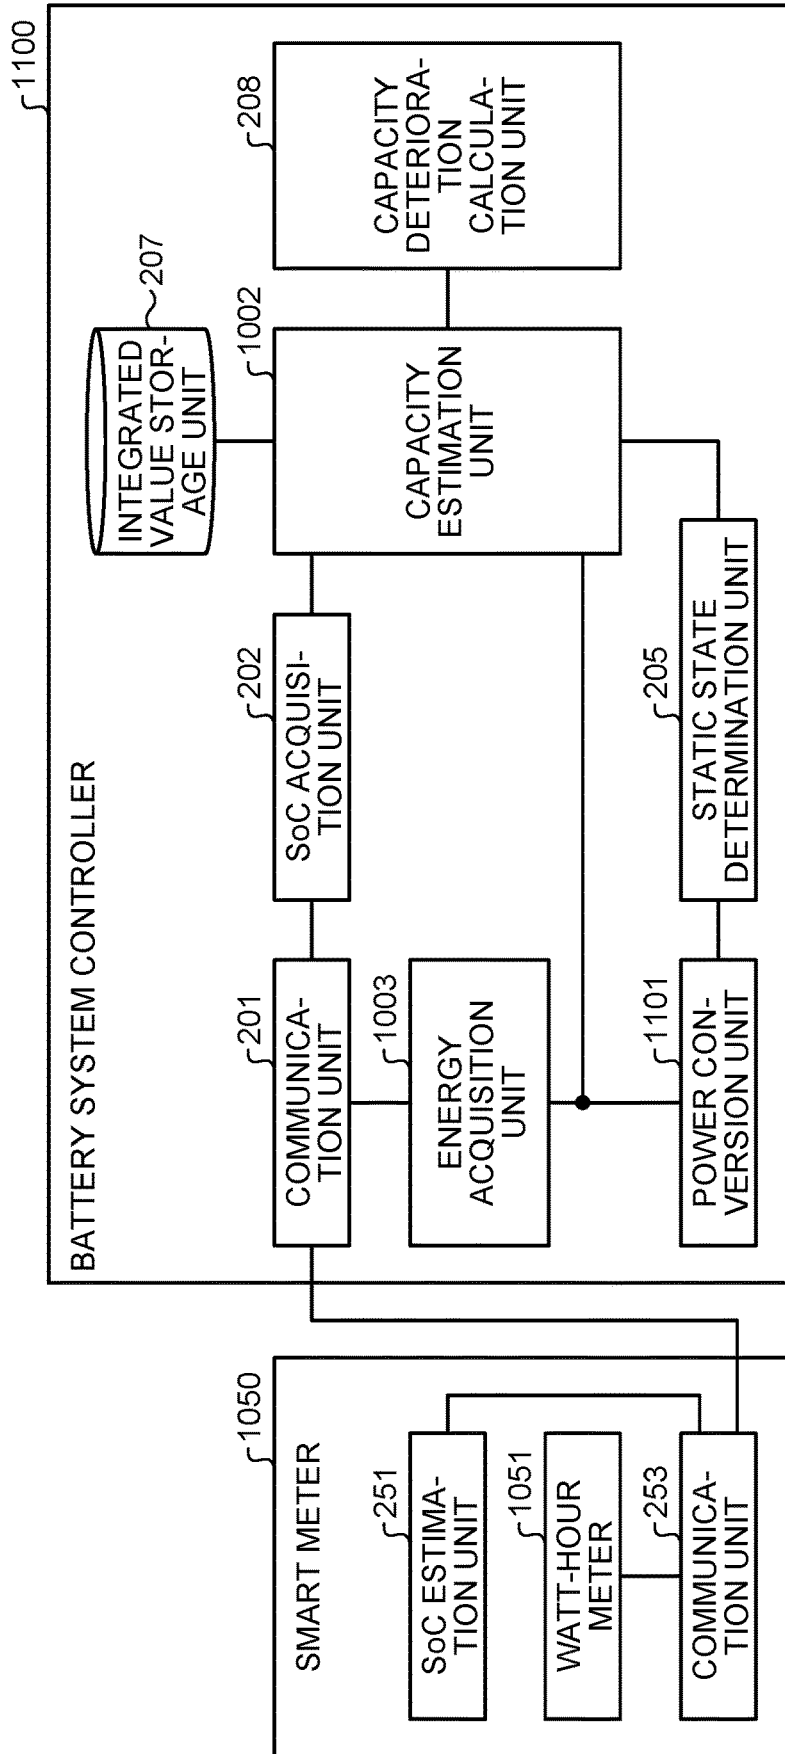 1100
BATTERY SYSTEM CONTROLLER
207
INTEGRATED
VALUE STOR-
AGE UNIT
201
COMMUNICA-
TION UNIT
202
SoC ACQUISI-
TION UNIT
1002
CAPACITY
ESTIMATION
UNIT
208
CAPACITY
DETERIORA-
TION
CALCULA-
TION UNIT
1003
ENERGY
ACQUISITION
UNIT
1101
POWER CON-
VERSION UNIT
205
STATIC STATE
DETERMINATION UNIT
1050
SMART METER
251
SoC ESTIMA-
TION UNIT
1051
WATT-HOUR
METER
253
COMMUNICA-
TION UNIT